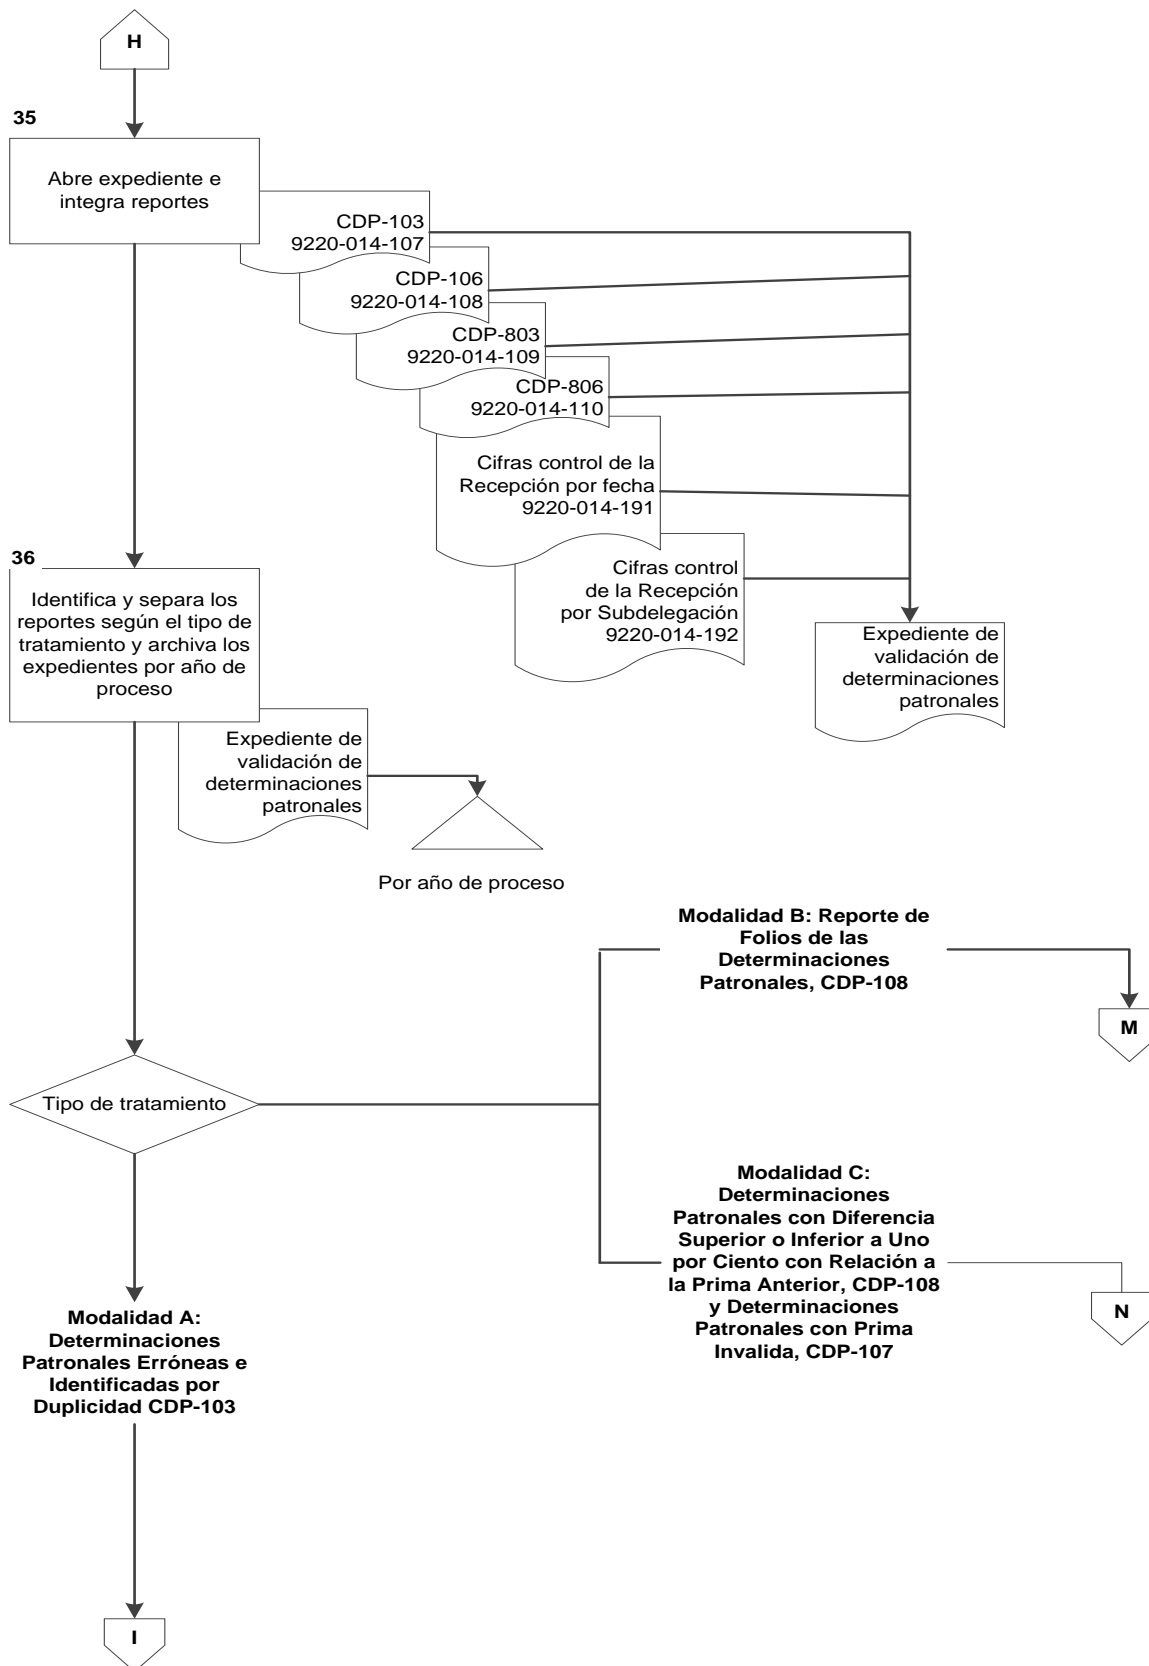 H
35
Abre expediente e
integra reportes
CDP-103
9220-014-107
CDP-106
9220-014-108
CDP-803
9220-014-109
CDP-806
9220-014-110
Cifras control de la
Recepción por fecha
9220-014-191
Cifras control
de la Recepción
por Subdelegación
9220-014-192
Expediente de
validación de
determinaciones
patronales
36
Identifica y separa los
reportes según el tipo de
tratamiento y archiva los
expedientes por año de
proceso
Expediente de
validación de
determinaciones
patronales
Por año de proceso
Modalidad B: Reporte de
Folios de las
Determinaciones
Patronales, CDP-108
M
Tipo de tratamiento
Modalidad C:
Determinaciones
Patronales con Diferencia
Superior o Inferior a Uno
por Ciento con Relación a
la Prima Anterior, CDP-108
y Determinaciones
Patronales con Prima
Invalida, CDP-107
N
Modalidad A:
Determinaciones
Patronales Erróneas e
Identificadas por
Duplicidad CDP-103
I